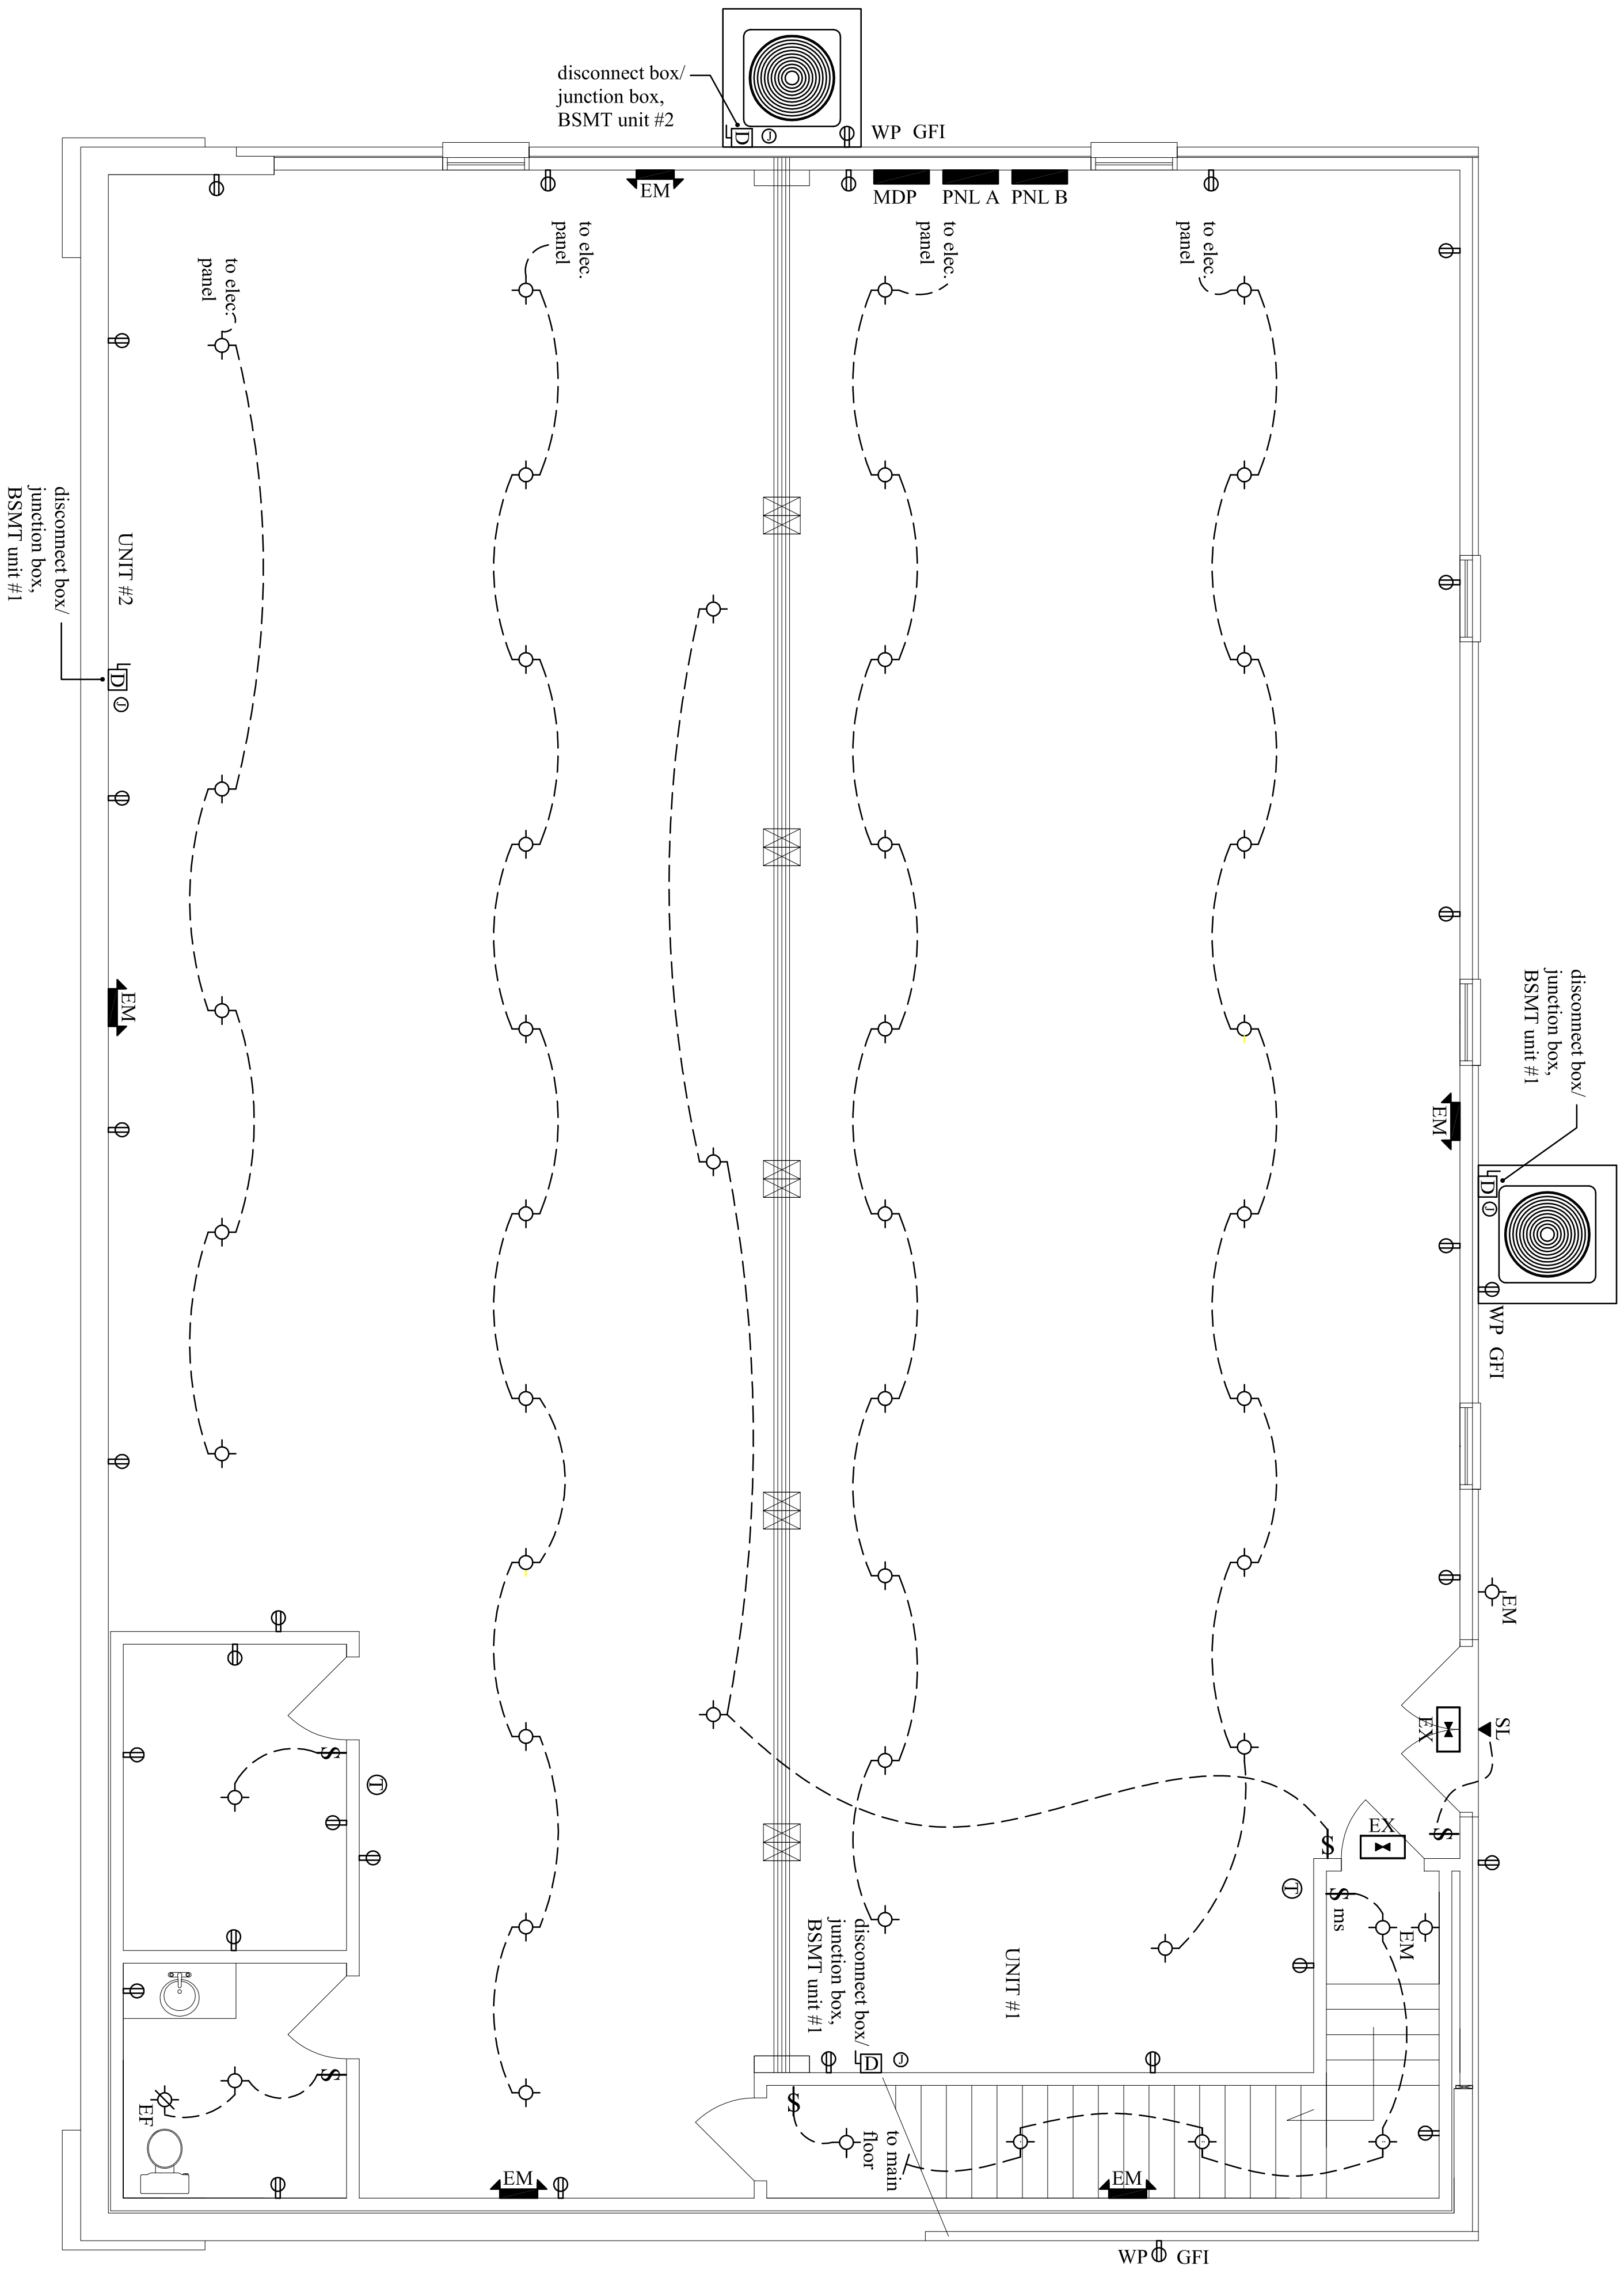 disconnect box/
junction box,
BSMT unit #2
WP GFI
D
J
EM
MDP
PNL A
PNL B
to elec.
panel
to elec.
panel
to elec.
panel
to elec.
panel
disconnect box/
junction box,
BSMT unit #1
UNIT #2
D
J
EM
disconnect box/
junction box,
BSMT unit #1
EM
D
J
WP GFI
EM
SL
EX
S
EX
S
T
S
ms
EM
S
T
disconnect box/
junction box,
BSMT unit #1
UNIT #1
D
J
S
S
EF
to main
floor
EM
EM
WP
GFI